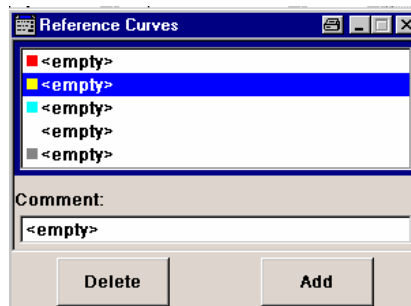 Reference Curves
<empty>
<empty>
<empty>
<empty>
<empty>
Comment:
<empty>
Delete Add